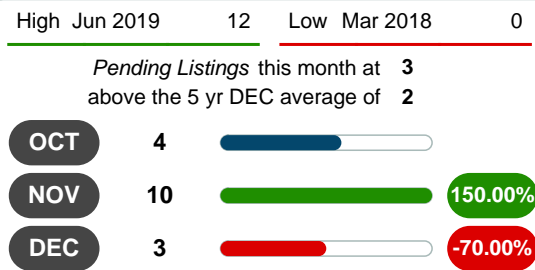 High Jun 2019 12 Low Mar 2018 0
Pending Listings this month at 3
above the 5 yr DEC average of 2
OCT 4
NOV 10 150.00%
DEC 3 -70.00%